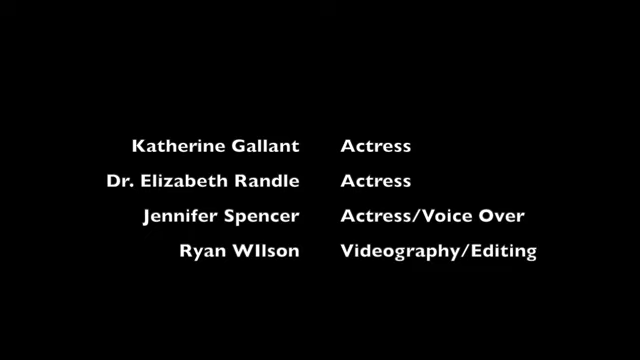 Katherine Gallant Actress
Dr. Elizabeth Randle Actress
Jennifer Spencer Actress/Voice Over
Ryan WIlson Videography/Editing